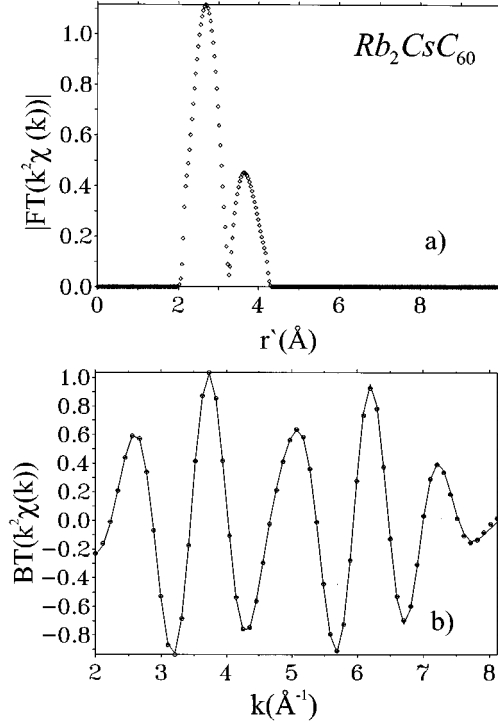 Rb₂CsC₆₀
1.0
0.8
0.6
0.4
0.2
0.0
|FT(k²χ (k))|
a)
0 2 4 6 8
r`(Å)
1.0
0.8
0.6
0.4
0.2
0.0
−0.2
−0.4
−0.6
−0.8
BT(k²χ(k))
b)
2 3 4 5 6 7 8
k(Å⁻¹)